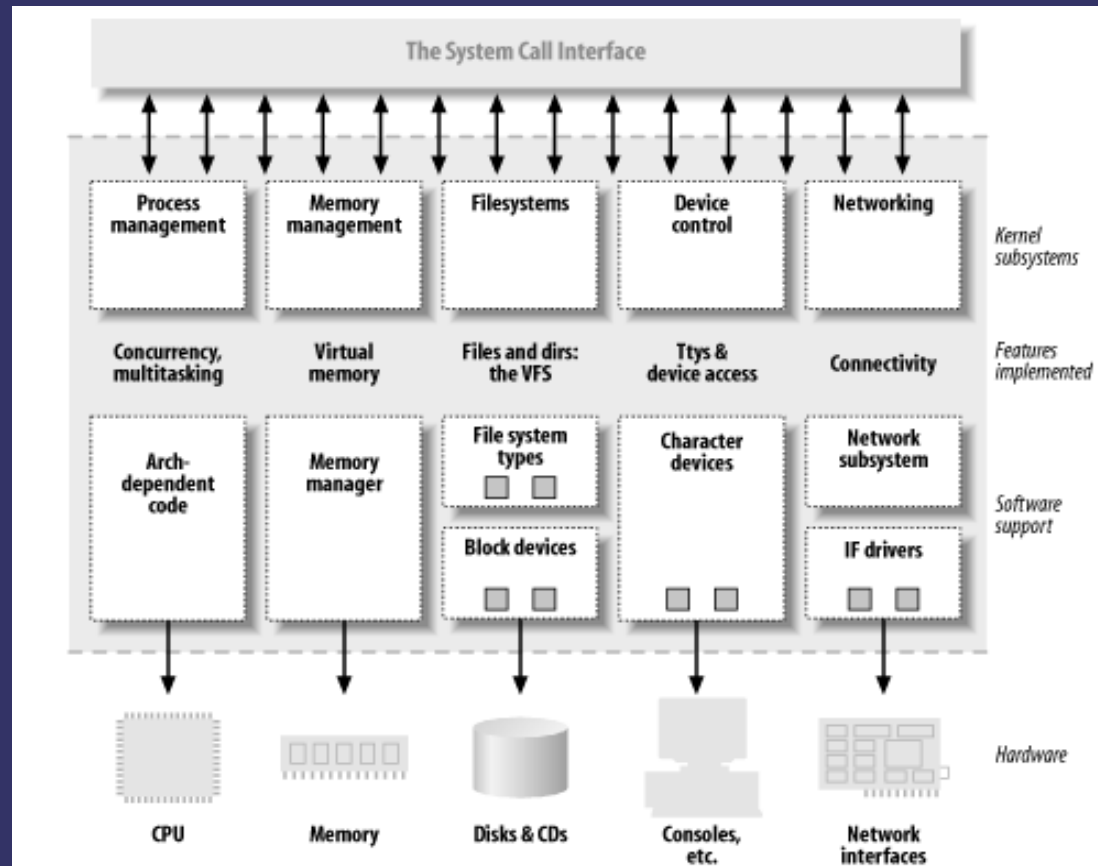 The System Call Interface
Process
management
Memory
management
Filesystems
Device
control
Networking
Kernel
subsystems
Concurrency,
multitasking
Virtual
memory
Files and dirs:
the VFS
Ttys &
device access
Connectivity
Features
implemented
Arch-
dependent
code
Memory
manager
File system
types
Character
devices
Network
subsystem
Block devices
IF drivers
Software
support
Hardware
CPU
Memory
Disks & CDs
Consoles,
etc.
Network
interfaces